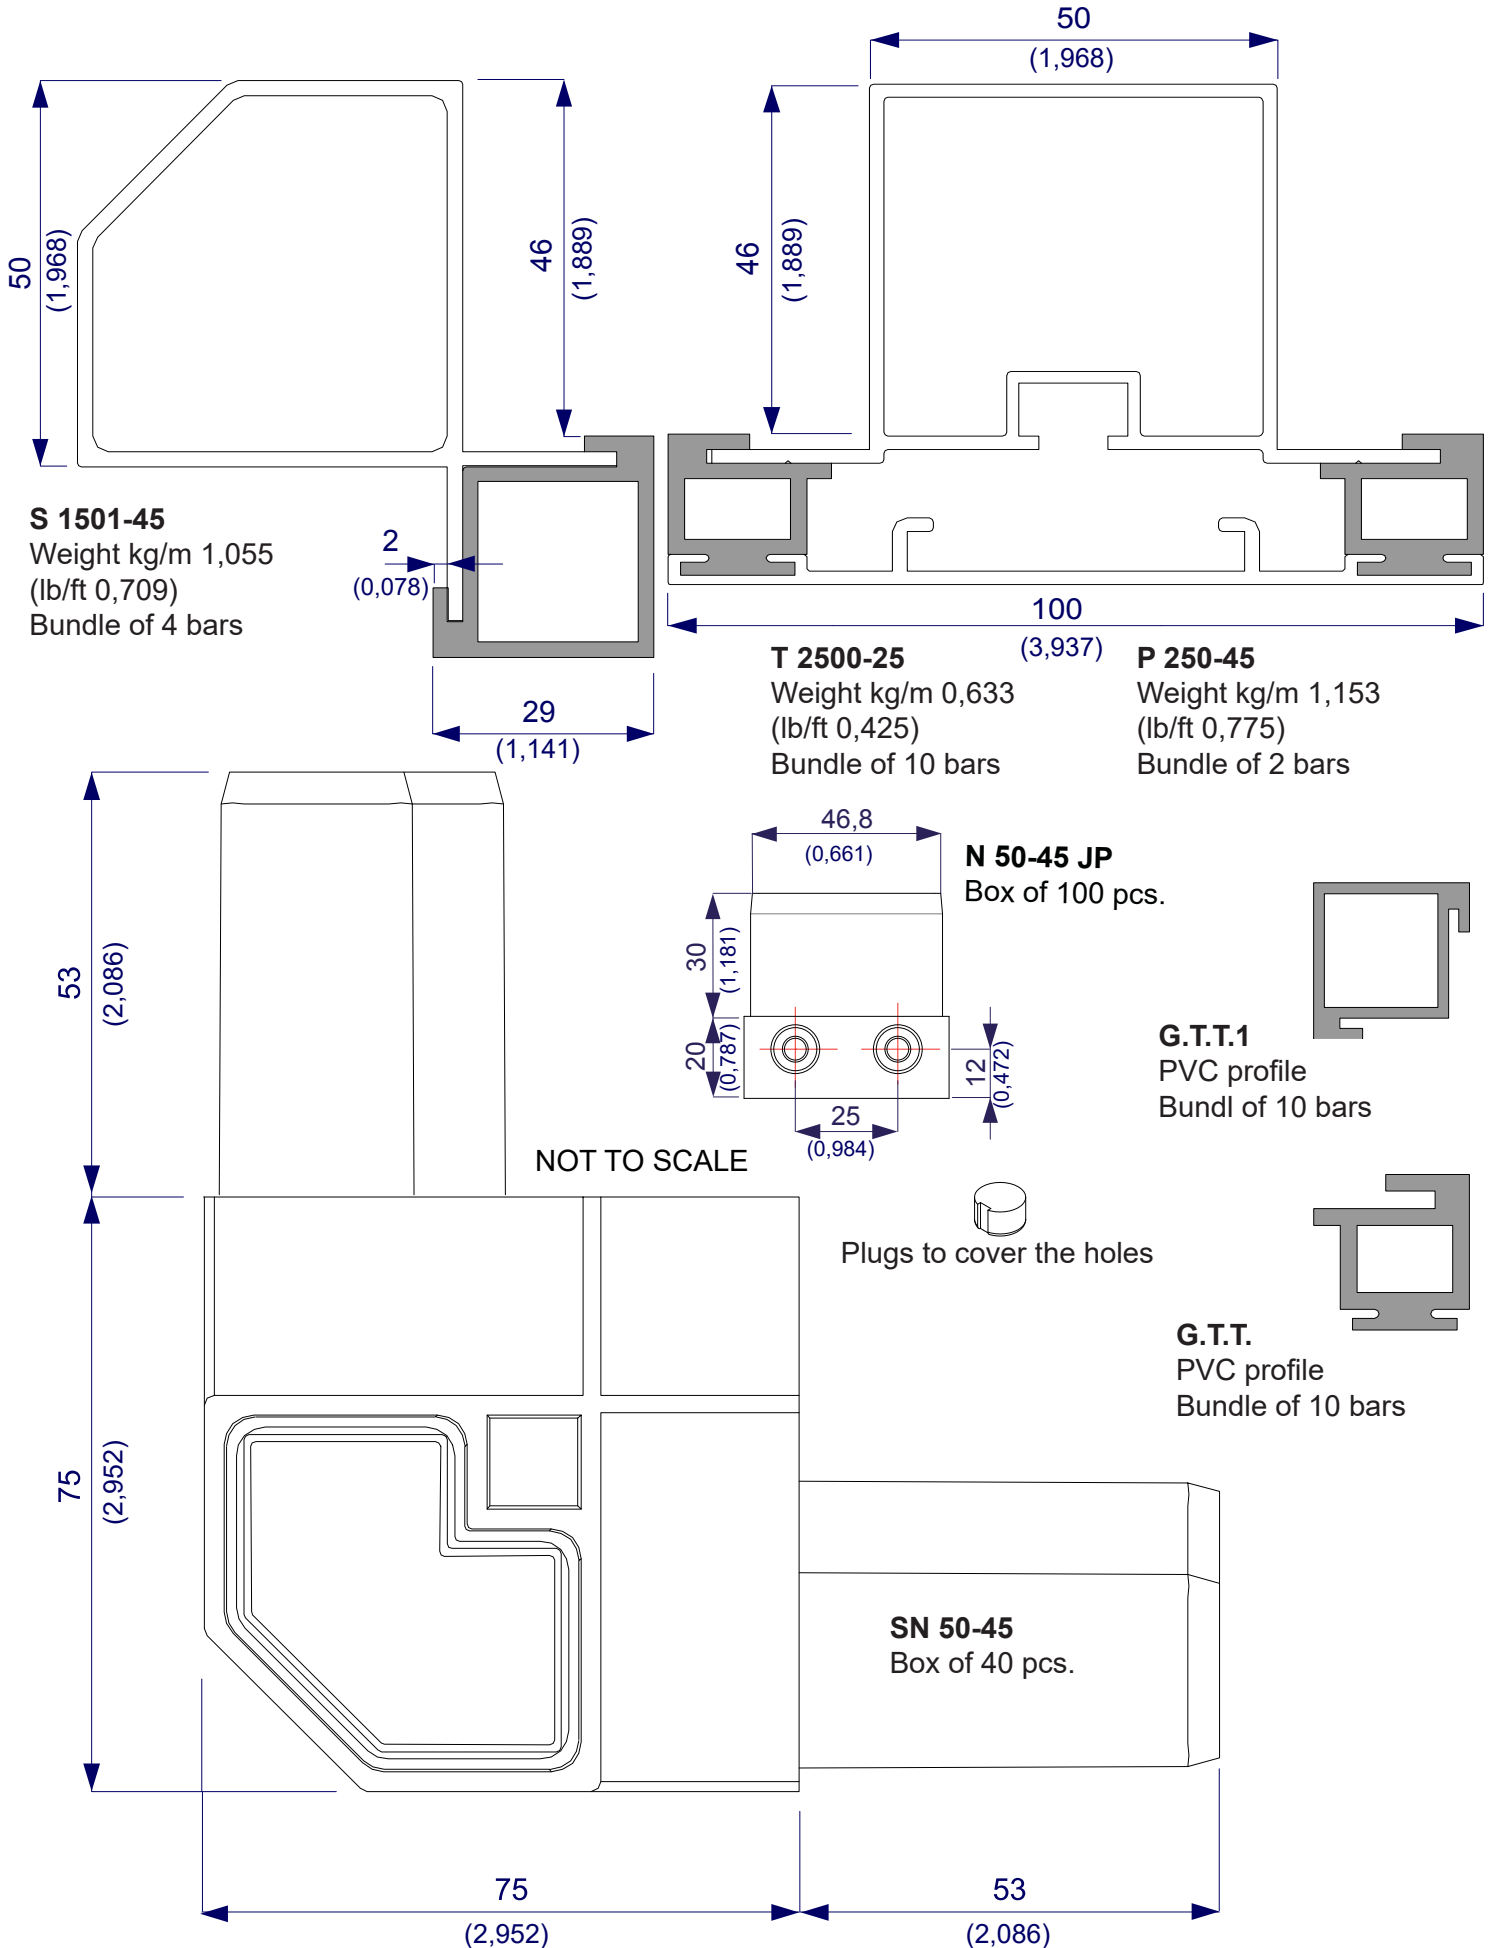 50
(1,968)
50
(1,968)
46
(1,889)
46
(1,889)
S 1501-45
Weight kg/m 1,055
(lb/ft 0,709)
Bundle of 4 bars
2
(0,078)
29
(1,141)
100
(3,937)
T 2500-25
Weight kg/m 0,633
(lb/ft 0,425)
Bundle of 10 bars
P 250-45
Weight kg/m 1,153
(lb/ft 0,775)
Bundle of 2 bars
53
(2,086)
46,8
(0,661)
N 50-45 JP
Box of 100 pcs.
30
(1,181)
20
(0,787)
12
(0,472)
25
(0,984)
G.T.T.1
PVC profile
Bundl of 10 bars
NOT TO SCALE
Plugs to cover the holes
G.T.T.
PVC profile
Bundle of 10 bars
75
(2,952)
SN 50-45
Box of 40 pcs.
75
(2,952)
53
(2,086)